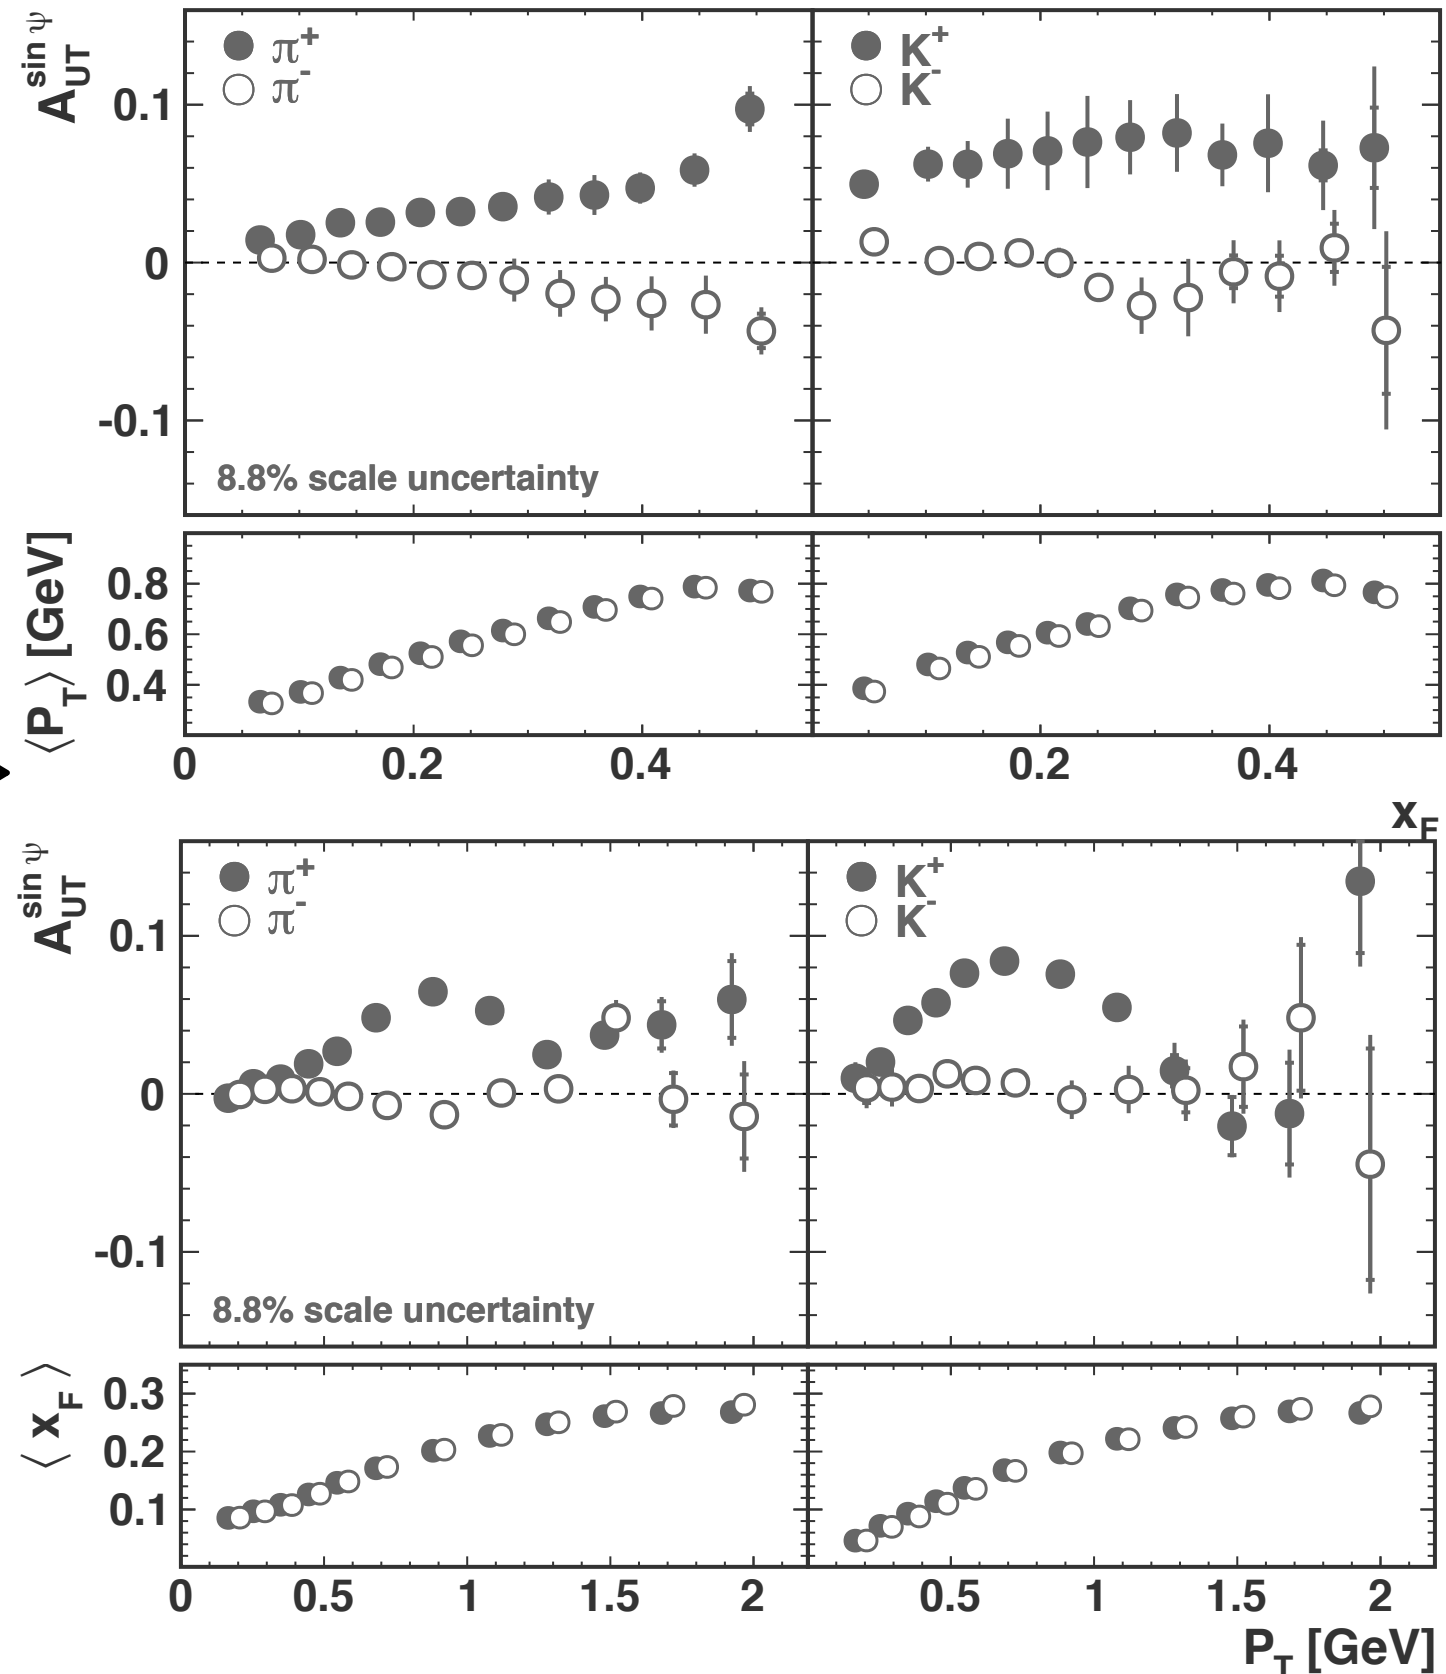 A_UT^sin ψ
π+
π-
K+
K-
0.1
0
-0.1
8.8% scale uncertainty
⟨P_T⟩ [GeV]
0.8
0.6
0.4
0 0.2 0.4 0.2 0.4
x_F
A_UT^sin ψ
π+
π-
K+
K-
0.1
0
-0.1
8.8% scale uncertainty
⟨ x_F ⟩
0.3
0.2
0.1
0 0.5 1 1.5 2 0.5 1 1.5 2
P_T [GeV]